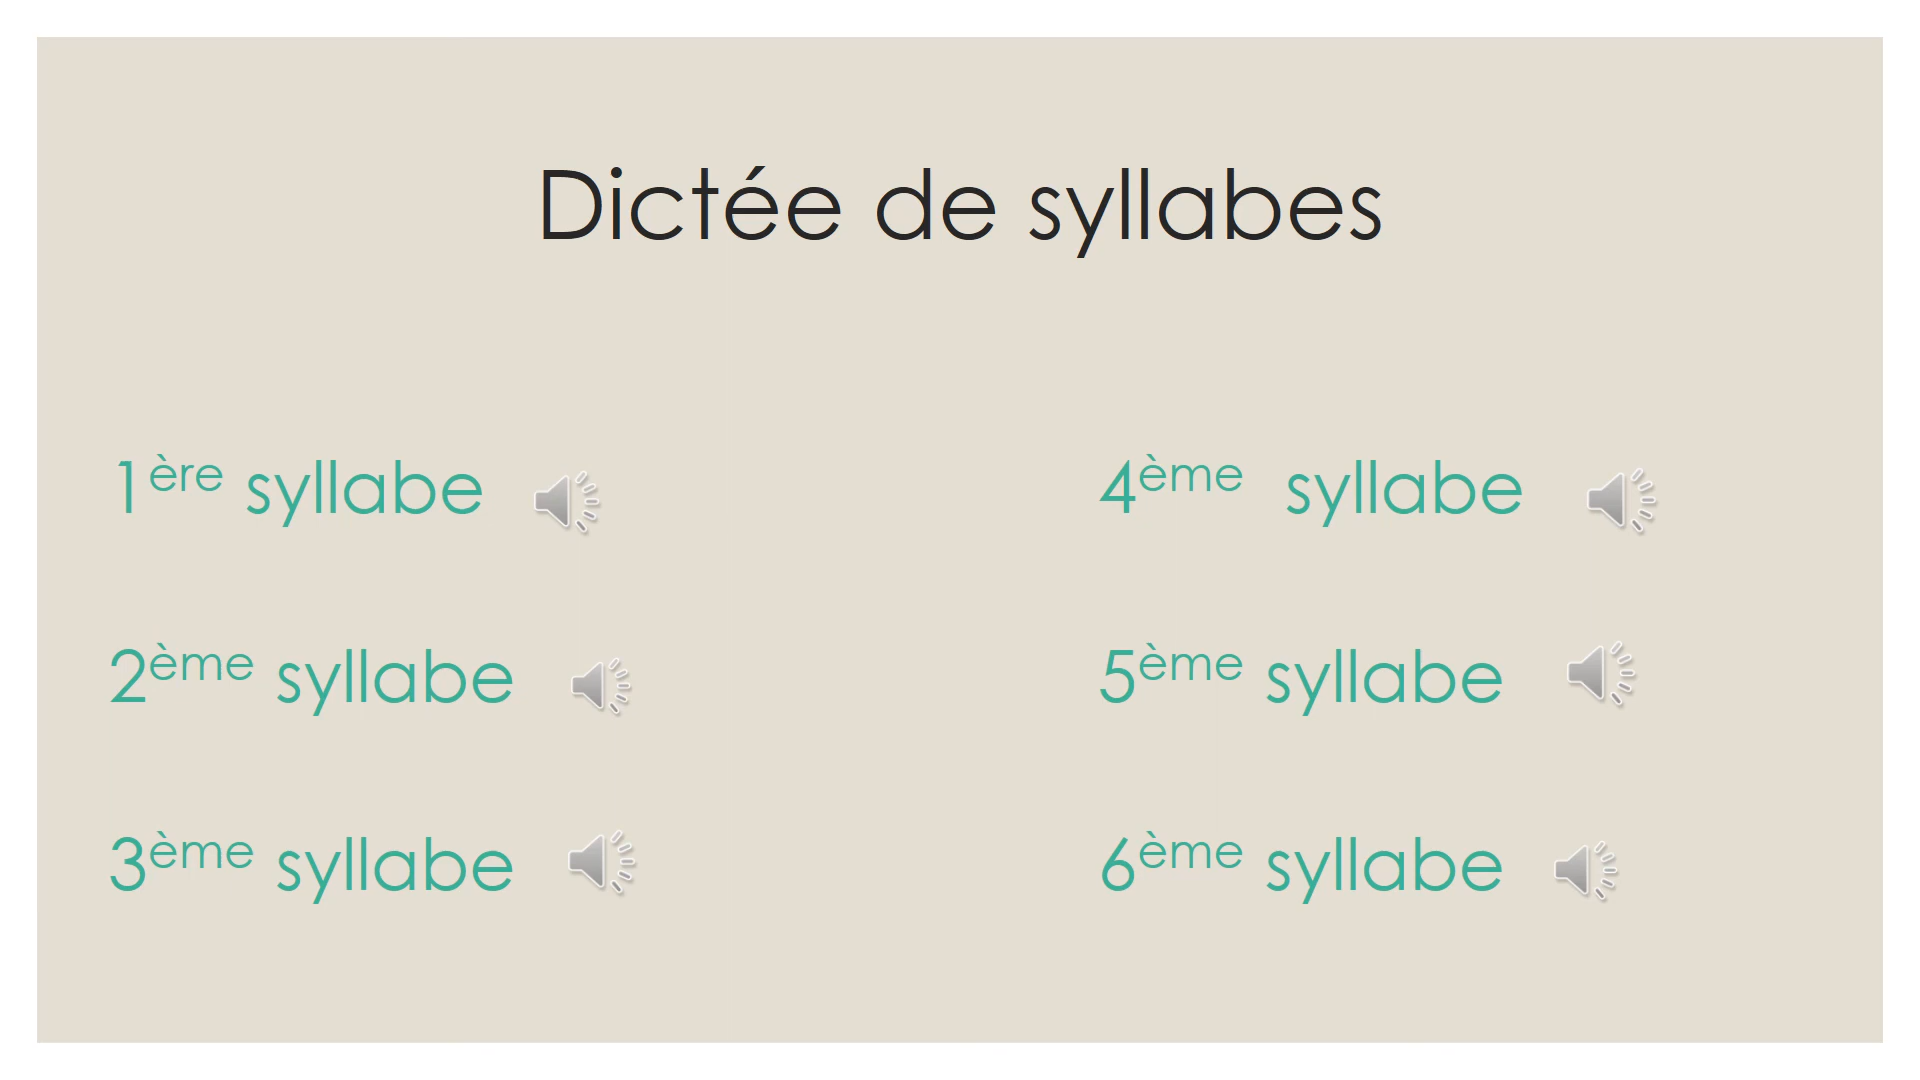 Dictée de syllabes
1ère syllabe
2ème syllabe
3ème syllabe
4ème syllabe
5ème syllabe
6ème syllabe